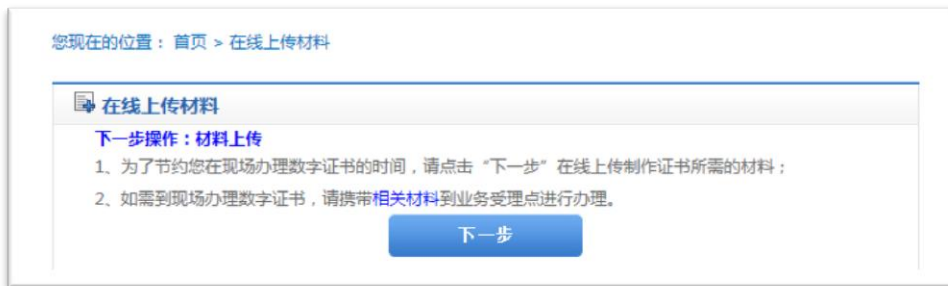 您现在的位置：首页 > 在线上传材料
在线上传材料
下一步操作：材料上传
1、为了节约您在现场办理数字证书的时间，请点击“下一步”在线上传制作证书所需的材料；
2、如需到现场办理数字证书，请携带相关材料到业务受理点进行办理。
下一步